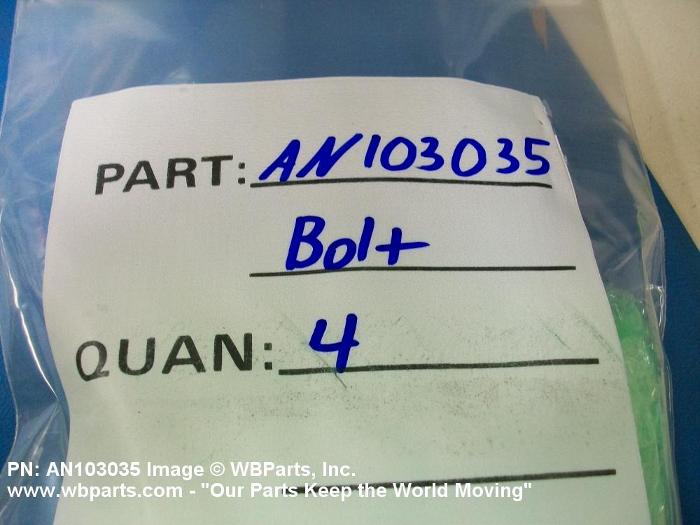 PART: AN103035
Bolt
QUAN: 4
PN: AN103035 Image © WBParts, Inc.
www.wbparts.com - "Our Parts Keep the World Moving"